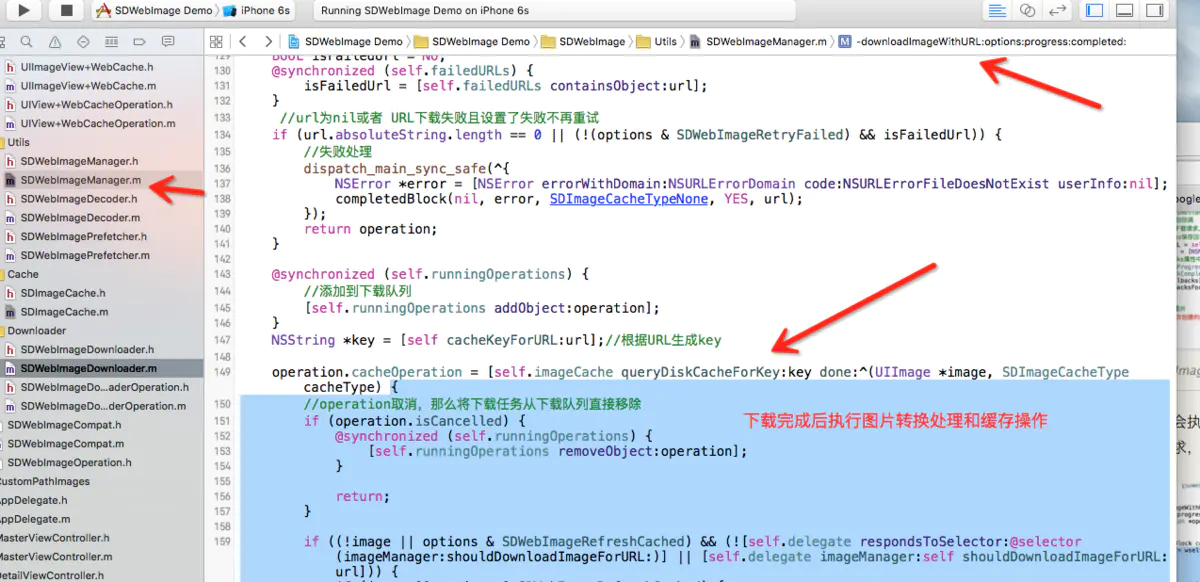 SDWebImage Demo
iPhone 6s
Running SDWebImage Demo on iPhone 6s
SDWebImage Demo
SDWebImage Demo
SDWebImage
Utils
SDWebImageManager.m
M
-downloadImageWithURL:options:progress:completed:
h UIImageView+WebCache.h
m UIImageView+WebCache.m
h UIView+WebCacheOperation.h
m UIView+WebCacheOperation.m
Utils
h SDWebImageManager.h
m SDWebImageManager.m
h SDWebImageDecoder.h
m SDWebImageDecoder.m
h SDWebImagePrefetcher.h
m SDWebImagePrefetcher.m
Cache
h SDImageCache.h
m SDImageCache.m
Downloader
h SDWebImageDownloader.h
m SDWebImageDownloader.m
h SDWebImageDo...aderOperation.h
m SDWebImageDo...derOperation.m
SDWebImageCompat.h
SDWebImageCompat.m
SDWebImageOperation.h
CustomPathImages
AppDelegate.h
AppDelegate.m
MasterViewController.h
MasterViewController.m
DetailViewController.h
129 BOOL isFailedUrl = NO;
130 @synchronized (self.failedURLs) {
131 isFailedUrl = [self.failedURLs containsObject:url];
132 }
133 //url为nil或者 URL下载失败且设置了失败不再重试
134 if (url.absoluteString.length == 0 || (!(options & SDWebImageRetryFailed) && isFailedUrl)) {
135 //失败处理
136 dispatch_main_sync_safe(^{
137 NSError *error = [NSError errorWithDomain:NSURLErrorDomain code:NSURLErrorFileDoesNotExist userInfo:nil];
138 completedBlock(nil, error, SDImageCacheTypeNone, YES, url);
139 });
140 return operation;
141 }
142
143 @synchronized (self.runningOperations) {
144 //添加到下载队列
145 [self.runningOperations addObject:operation];
146 }
147 NSString *key = [self cacheKeyForURL:url];//根据URL生成key
148
149 operation.cacheOperation = [self.imageCache queryDiskCacheForKey:key done:^(UIImage *image, SDImageCacheType
cacheType) {
150 //operation取消，那么将下载任务从下载队列直接移除
151 if (operation.isCancelled) {
152 @synchronized (self.runningOperations) {
153 [self.runningOperations removeObject:operation];
154 }
155
156 return;
157 }
158
159 if ((!image || options & SDWebImageRefreshCached) && (![self.delegate respondsToSelector:@selector
(imageManager:shouldDownloadImageForURL:)] || [self.delegate imageManager:self shouldDownloadImageForURL:
url])) {
下载完成后执行图片转换处理和缓存操作